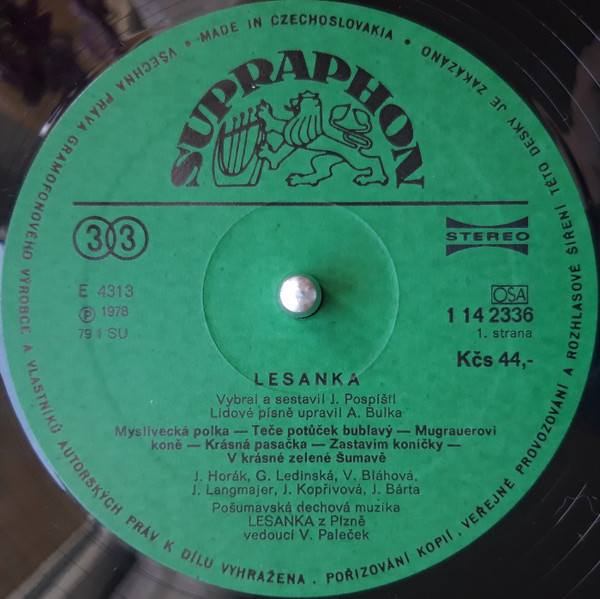 • MADE IN CZECHOSLOVAKIA •
VŠECHNA PRÁVA GRAMOFONOVÉHO VÝROBCE A VLASTNÍKŮ AUTORSKÝCH PRÁV K DÍLU VYHRAŽENA . POŘIZOVÁNÍ KOPIÍ , VEŘEJNÉ PROVOZOVÁNÍ A ROZHLASOVÉ ŠÍŘENÍ TÉTO DESKY JE ZAKÁZÁNO
SUPRAPHON
33
STEREO
E 4313
OSA
Ⓟ 1978
1 14 2336
79 1 SU
1. strana
Kčs 44,-
LESANKA
Vybral a sestavil J. Pospíšil
Lidové písně upravil A. Bulka
Myslivecká polka — Teče potůček bublavý — Mugrauerovi
koně — Krásná pasačka — Zastavím koníčky —
V krásné zelené Šumavě
J. Horák, G. Ledinská, V. Bláhová,
J. Langmajer, J. Kopřivová, J. Bárta
Pošumavská dechová muzika
LESANKA z Plzně
vedoucí V. Paleček